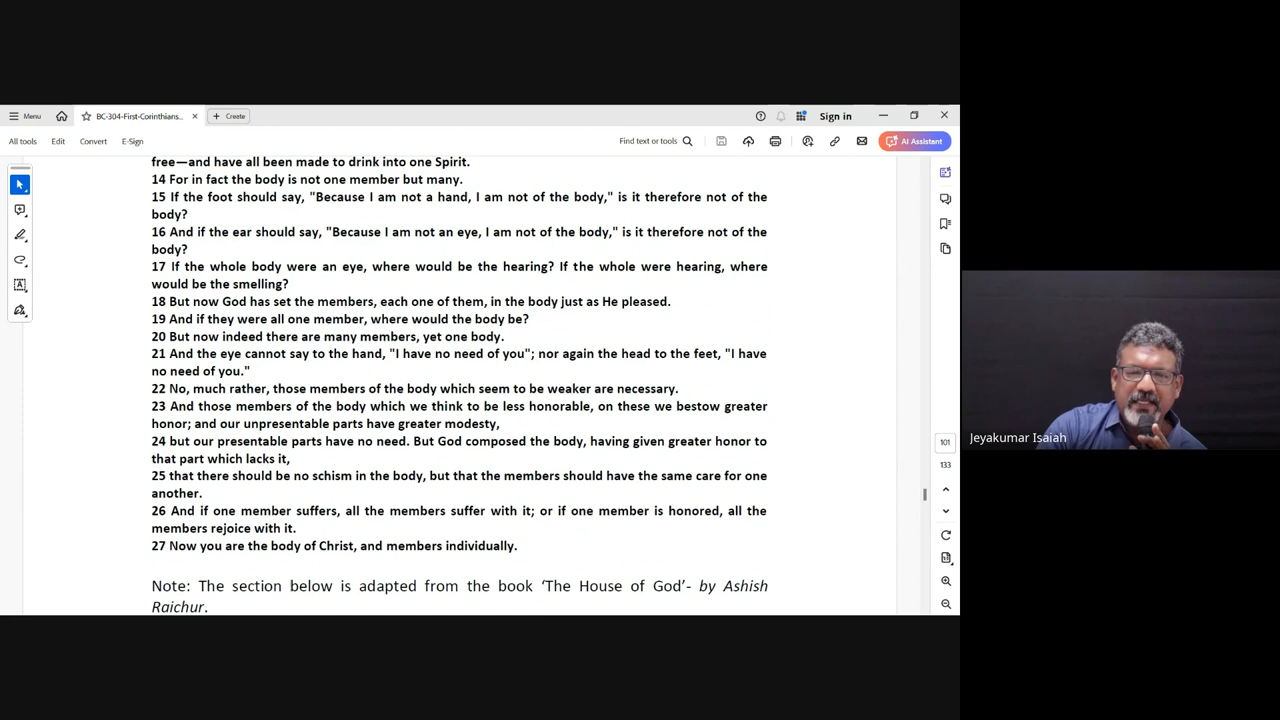 Menu
BC-304-First-Corinthians...
Create
Sign in
All tools
Edit
Convert
E-Sign
Find text or tools
AI Assistant
free—and have all been made to drink into one Spirit.
14 For in fact the body is not one member but many.
15 If the foot should say, "Because I am not a hand, I am not of the body," is it therefore not of the
body?
16 And if the ear should say, "Because I am not an eye, I am not of the body," is it therefore not of the
body?
17 If the whole body were an eye, where would be the hearing? If the whole were hearing, where
would be the smelling?
18 But now God has set the members, each one of them, in the body just as He pleased.
19 And if they were all one member, where would the body be?
20 But now indeed there are many members, yet one body.
21 And the eye cannot say to the hand, "I have no need of you"; nor again the head to the feet, "I have
no need of you."
22 No, much rather, those members of the body which seem to be weaker are necessary.
23 And those members of the body which we think to be less honorable, on these we bestow greater
honor; and our unpresentable parts have greater modesty,
24 but our presentable parts have no need. But God composed the body, having given greater honor to
that part which lacks it,
25 that there should be no schism in the body, but that the members should have the same care for one
another.
26 And if one member suffers, all the members suffer with it; or if one member is honored, all the
members rejoice with it.
27 Now you are the body of Christ, and members individually.
Note: The section below is adapted from the book ‘The House of God’- by Ashish
Raichur.
101
133
Jeyakumar Isaiah